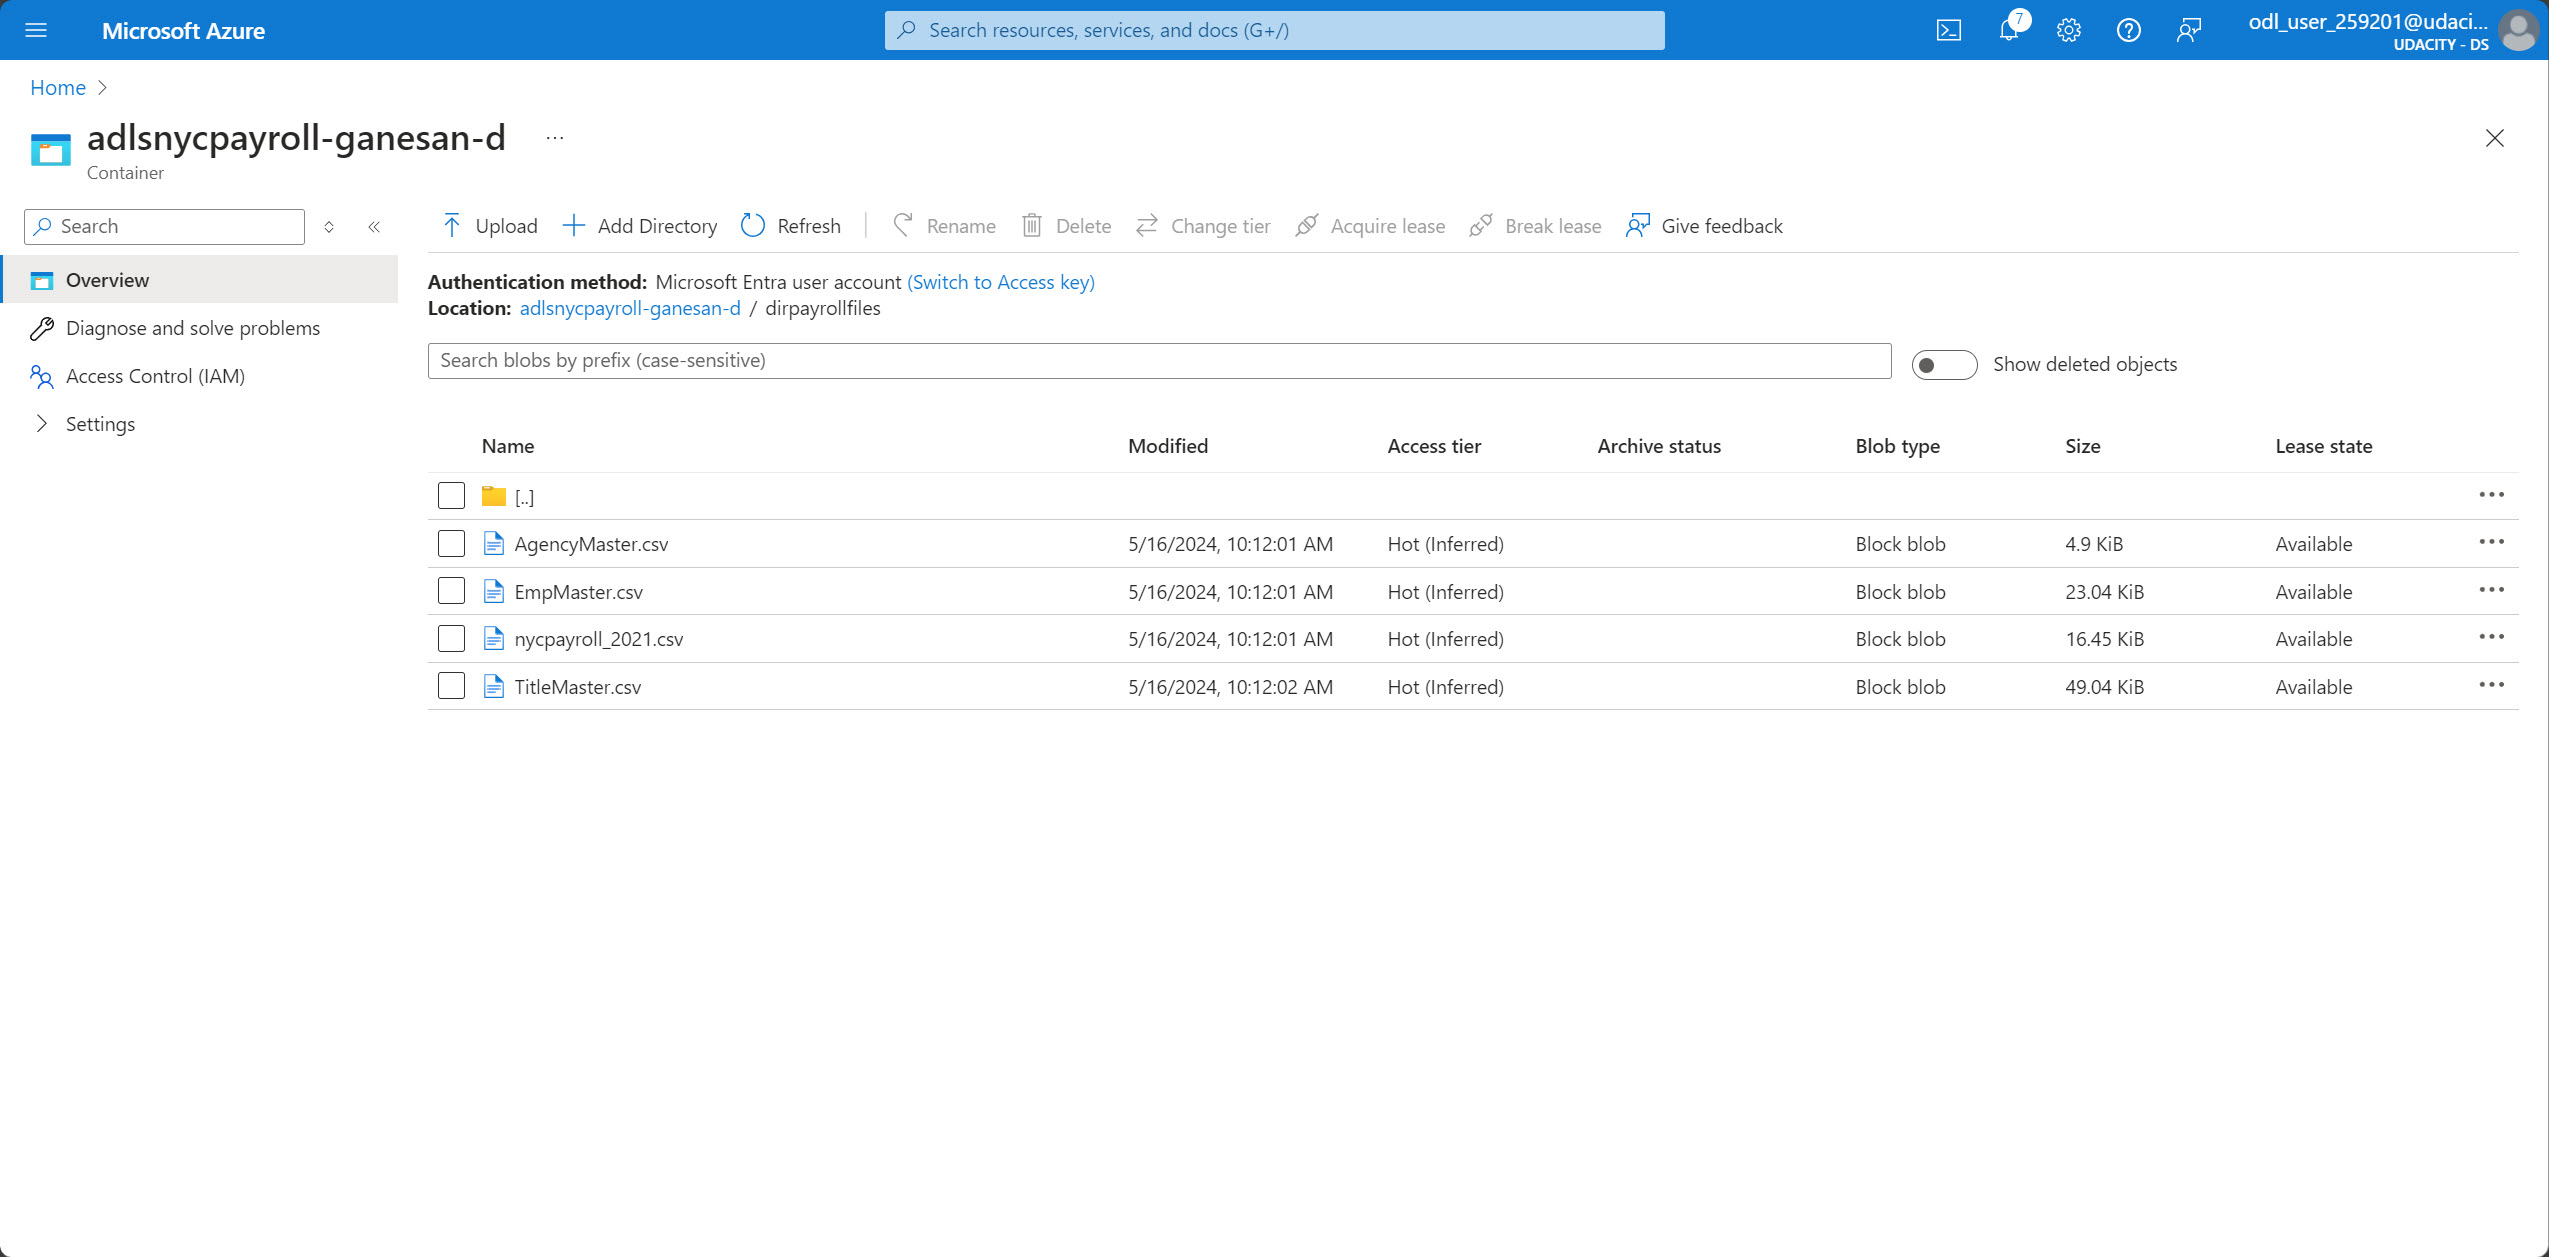 Microsoft Azure
Search resources, services, and docs (G+/)
7
odl_user_259201@udaci...
UDACITY - DS
Home
adlsnycpayroll-ganesan-d ...
Container
Search
Upload Add Directory Refresh Rename Delete Change tier Acquire lease Break lease Give feedback
Overview
Diagnose and solve problems
Access Control (IAM)
Settings
Authentication method: Microsoft Entra user account (Switch to Access key)
Location: adlsnycpayroll-ganesan-d / dirpayrollfiles
Search blobs by prefix (case-sensitive)
Show deleted objects
Name Modified Access tier Archive status Blob type Size Lease state
[..]
AgencyMaster.csv 5/16/2024, 10:12:01 AM Hot (Inferred) Block blob 4.9 KiB Available
EmpMaster.csv 5/16/2024, 10:12:01 AM Hot (Inferred) Block blob 23.04 KiB Available
nycpayroll_2021.csv 5/16/2024, 10:12:01 AM Hot (Inferred) Block blob 16.45 KiB Available
TitleMaster.csv 5/16/2024, 10:12:02 AM Hot (Inferred) Block blob 49.04 KiB Available